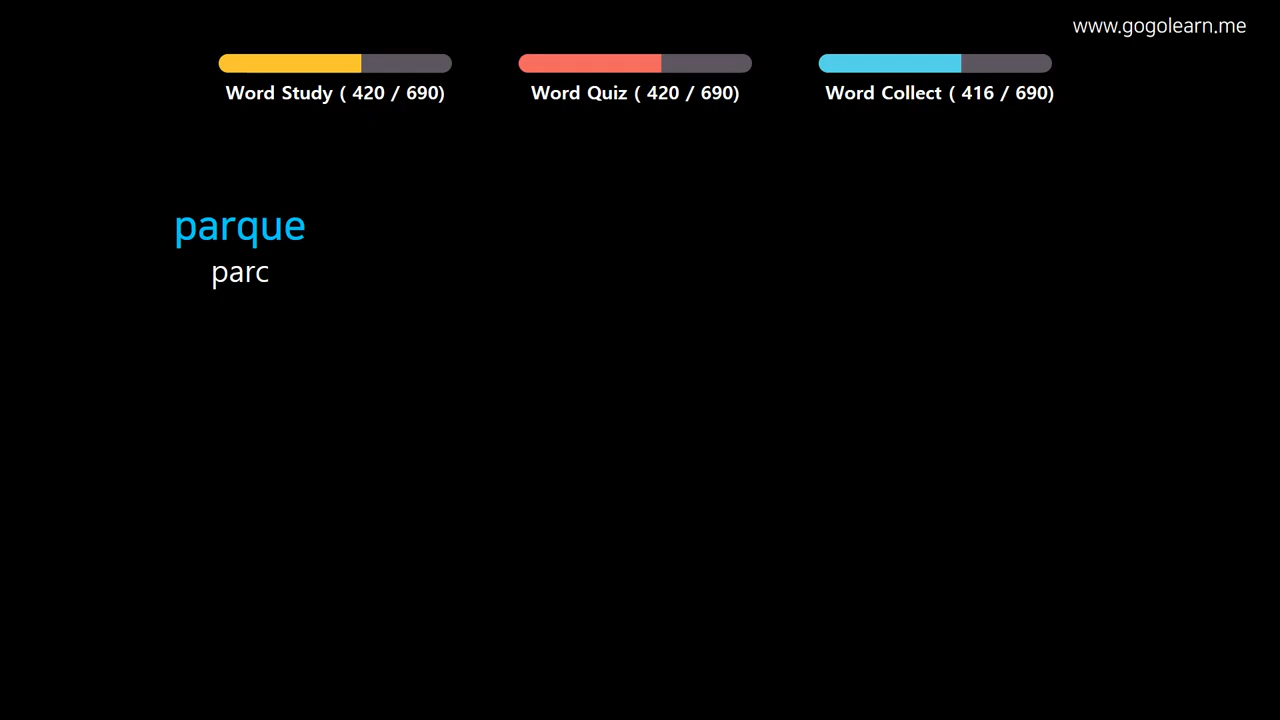 www.gogolearn.me
Word Study ( 420 / 690)
Word Quiz ( 420 / 690)
Word Collect ( 416 / 690)
parque
parc